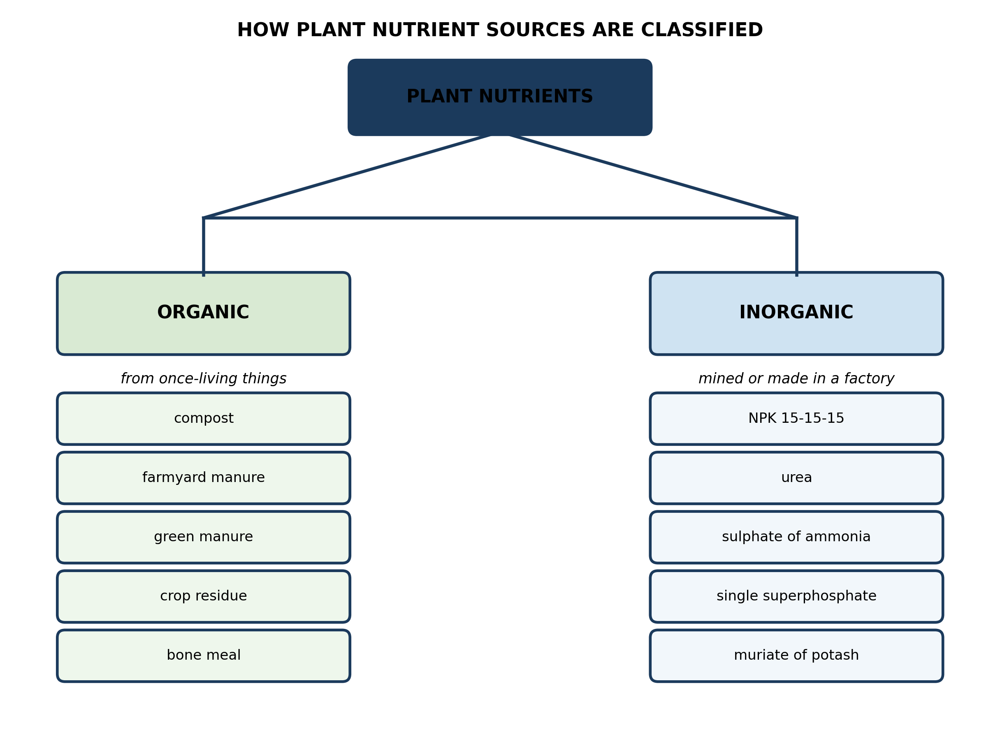 HOW PLANT NUTRIENT SOURCES ARE CLASSIFIED
PLANT NUTRIENTS
ORGANIC
from once-living things
compost
farmyard manure
green manure
crop residue
bone meal
INORGANIC
mined or made in a factory
NPK 15-15-15
urea
sulphate of ammonia
single superphosphate
muriate of potash